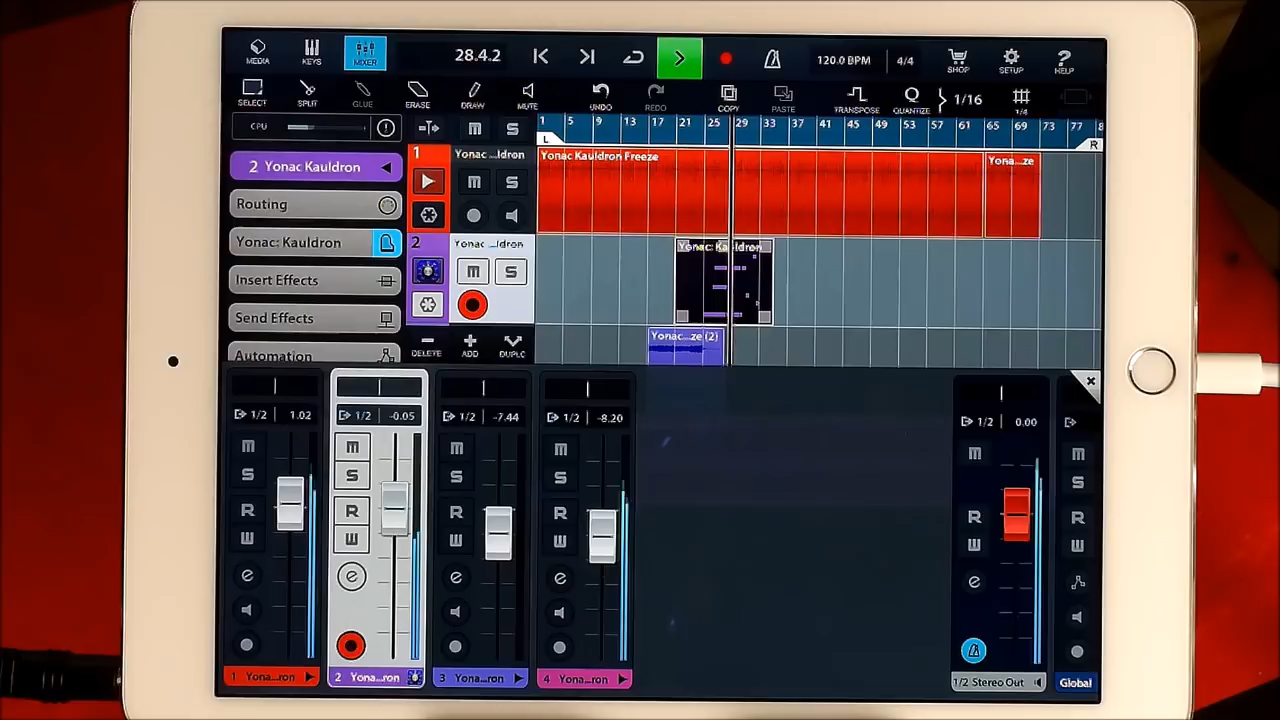 MEDIA KEYS MIXER 28.4.2 120.0 BPM 4/4 SHOP SETUP HELP
SELECT SPLIT GLUE ERASE DRAW MUTE UNDO REDO COPY PASTE TRANSPOSE QUANTIZE 1/16 1/4
CPU M S 1 5 9 13 17 21 25 29 33 37 41 45 49 53 57 61 65 69 73 77 8
L R
2 Yonac Kauldron 1 Yonac ...ldron Yonac Kauldron Freeze Yona...ze
M S
Routing
Yonac: Kauldron 2 Yonac ...ldron Yonac: Kauldron
M S
Insert Effects
Send Effects
Automation DELETE ADD DUPLC Yonac...ze (2)
1/2 1.02 1/2 -0.05 1/2 -7.44 1/2 -8.20 1/2 0.00
M M M M M M
S S S S S
R R R R R R
W W W W W W
e e e e e
1 Yona...ron 2 Yona...ron 3 Yona...ron 4 Yona...ron 1/2 Stereo Out Global